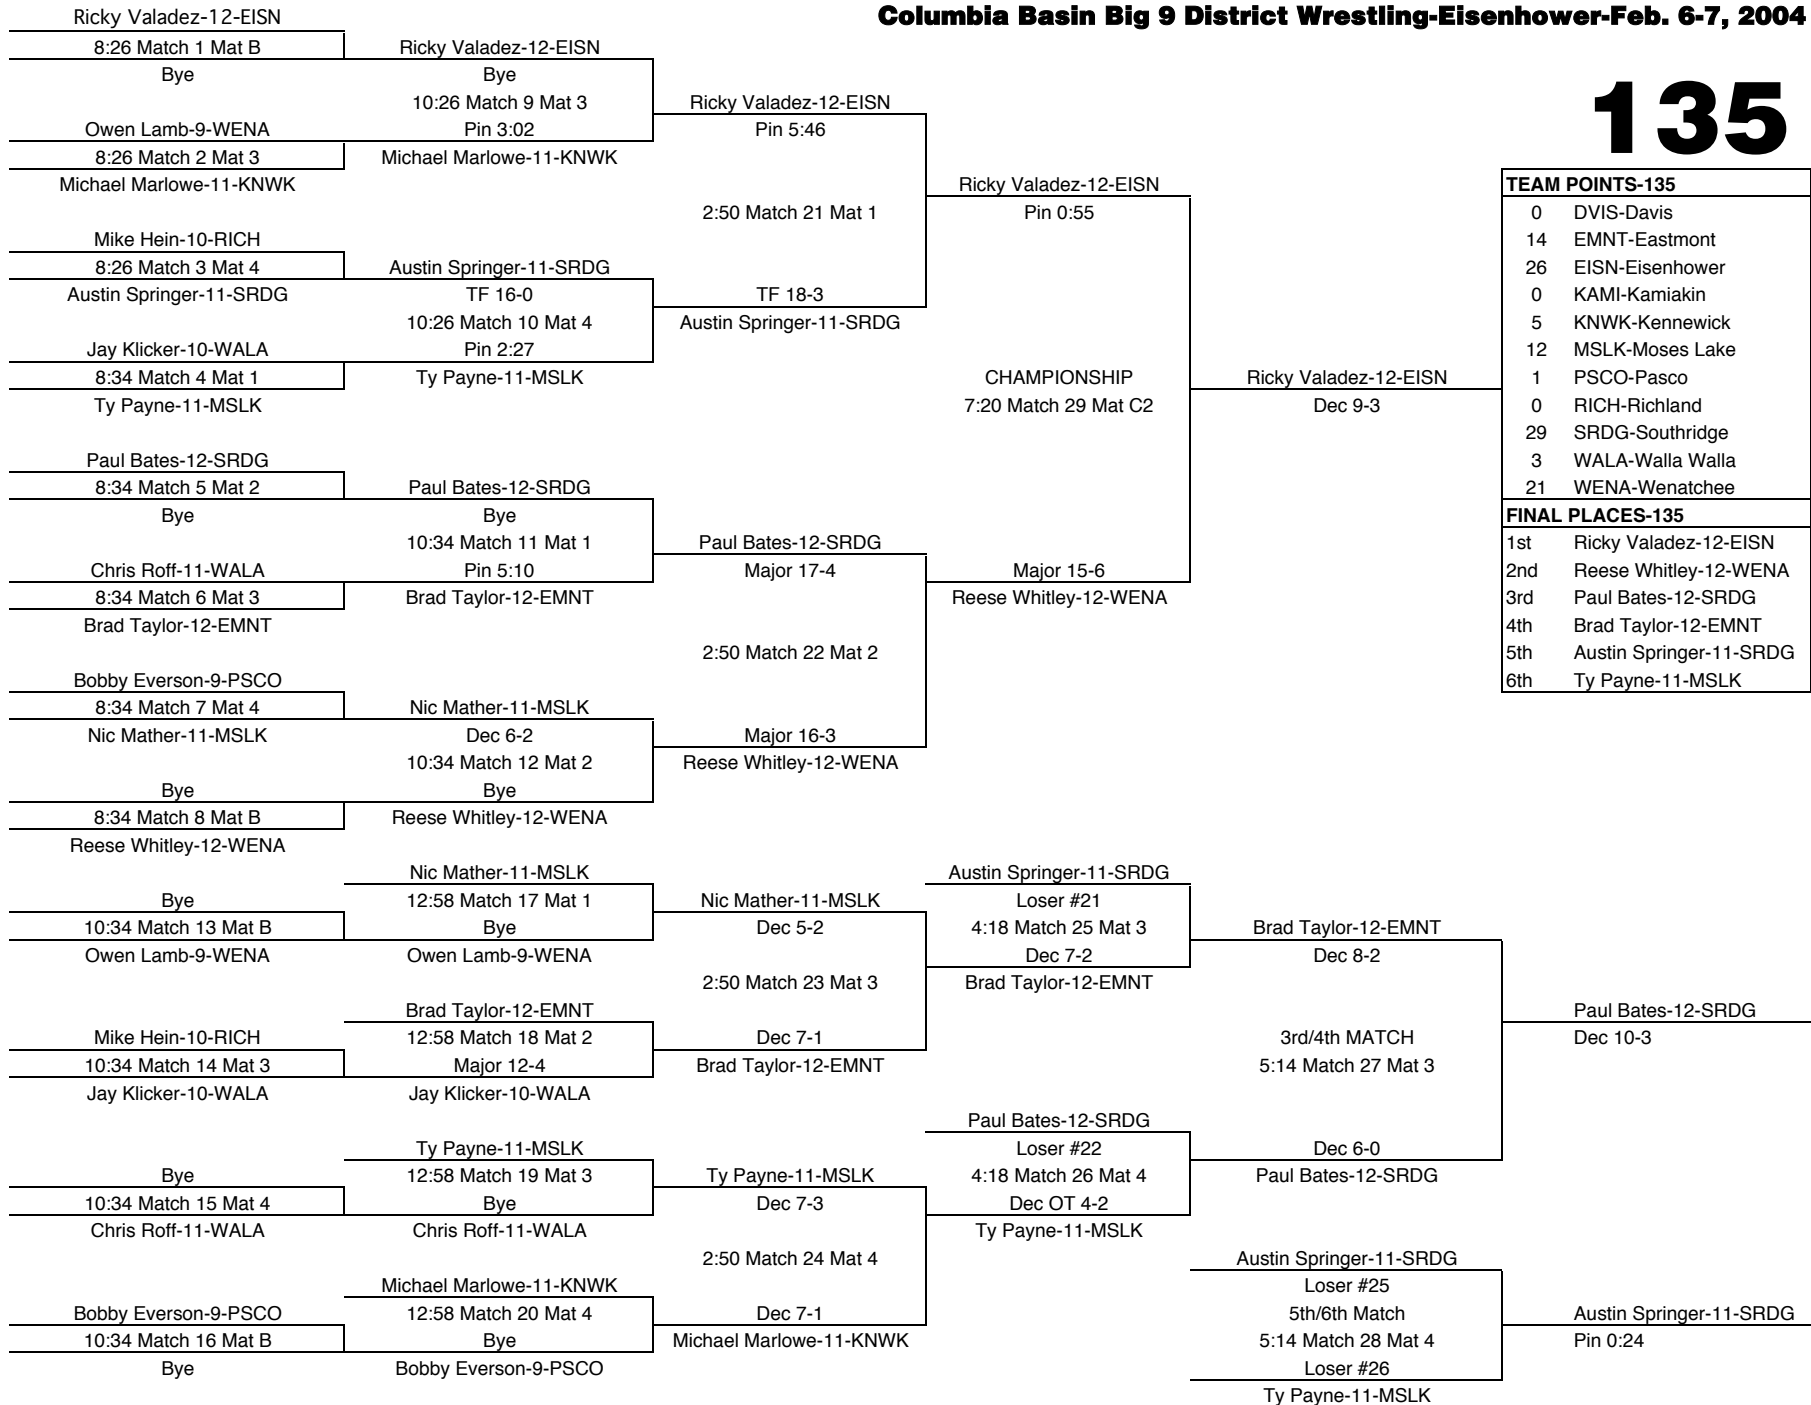 Columbia Basin Big 9 District Wrestling-Eisenhower-Feb. 6-7, 2004
135
Ricky Valadez-12-EISN
8:26 Match 1 Mat B
Bye
Owen Lamb-9-WENA
8:26 Match 2 Mat 3
Michael Marlowe-11-KNWK
Mike Hein-10-RICH
8:26 Match 3 Mat 4
Austin Springer-11-SRDG
Jay Klicker-10-WALA
8:34 Match 4 Mat 1
Ty Payne-11-MSLK
Paul Bates-12-SRDG
8:34 Match 5 Mat 2
Bye
Chris Roff-11-WALA
8:34 Match 6 Mat 3
Brad Taylor-12-EMNT
Bobby Everson-9-PSCO
8:34 Match 7 Mat 4
Nic Mather-11-MSLK
Bye
8:34 Match 8 Mat B
Reese Whitley-12-WENA
Ricky Valadez-12-EISN
Bye
10:26 Match 9 Mat 3
Pin 3:02
Michael Marlowe-11-KNWK
Austin Springer-11-SRDG
TF 16-0
10:26 Match 10 Mat 4
Pin 2:27
Ty Payne-11-MSLK
Paul Bates-12-SRDG
Bye
10:34 Match 11 Mat 1
Pin 5:10
Brad Taylor-12-EMNT
Nic Mather-11-MSLK
Dec 6-2
10:34 Match 12 Mat 2
Bye
Reese Whitley-12-WENA
Ricky Valadez-12-EISN
Pin 5:46
2:50 Match 21 Mat 1
TF 18-3
Austin Springer-11-SRDG
Paul Bates-12-SRDG
Major 17-4
2:50 Match 22 Mat 2
Major 16-3
Reese Whitley-12-WENA
Ricky Valadez-12-EISN
Pin 0:55
CHAMPIONSHIP
7:20 Match 29 Mat C2
Major 15-6
Reese Whitley-12-WENA
Ricky Valadez-12-EISN
Dec 9-3
TEAM POINTS-135
0 DVIS-Davis
14 EMNT-Eastmont
26 EISN-Eisenhower
0 KAMI-Kamiakin
5 KNWK-Kennewick
12 MSLK-Moses Lake
1 PSCO-Pasco
0 RICH-Richland
29 SRDG-Southridge
3 WALA-Walla Walla
21 WENA-Wenatchee
FINAL PLACES-135
1st Ricky Valadez-12-EISN
2nd Reese Whitley-12-WENA
3rd Paul Bates-12-SRDG
4th Brad Taylor-12-EMNT
5th Austin Springer-11-SRDG
6th Ty Payne-11-MSLK
Bye
10:34 Match 13 Mat B
Owen Lamb-9-WENA
Mike Hein-10-RICH
10:34 Match 14 Mat 3
Jay Klicker-10-WALA
Bye
10:34 Match 15 Mat 4
Chris Roff-11-WALA
Bobby Everson-9-PSCO
10:34 Match 16 Mat B
Bye
Nic Mather-11-MSLK
12:58 Match 17 Mat 1
Bye
Owen Lamb-9-WENA
Brad Taylor-12-EMNT
12:58 Match 18 Mat 2
Major 12-4
Jay Klicker-10-WALA
Ty Payne-11-MSLK
12:58 Match 19 Mat 3
Bye
Chris Roff-11-WALA
Michael Marlowe-11-KNWK
12:58 Match 20 Mat 4
Bye
Bobby Everson-9-PSCO
Nic Mather-11-MSLK
Dec 5-2
2:50 Match 23 Mat 3
Dec 7-1
Brad Taylor-12-EMNT
Ty Payne-11-MSLK
Dec 7-3
2:50 Match 24 Mat 4
Dec 7-1
Michael Marlowe-11-KNWK
Austin Springer-11-SRDG
Loser #21
4:18 Match 25 Mat 3
Dec 7-2
Brad Taylor-12-EMNT
Paul Bates-12-SRDG
Loser #22
4:18 Match 26 Mat 4
Dec OT 4-2
Ty Payne-11-MSLK
Brad Taylor-12-EMNT
Dec 8-2
3rd/4th MATCH
5:14 Match 27 Mat 3
Dec 6-0
Paul Bates-12-SRDG
Austin Springer-11-SRDG
Loser #25
5th/6th Match
5:14 Match 28 Mat 4
Loser #26
Ty Payne-11-MSLK
Paul Bates-12-SRDG
Dec 10-3
Austin Springer-11-SRDG
Pin 0:24